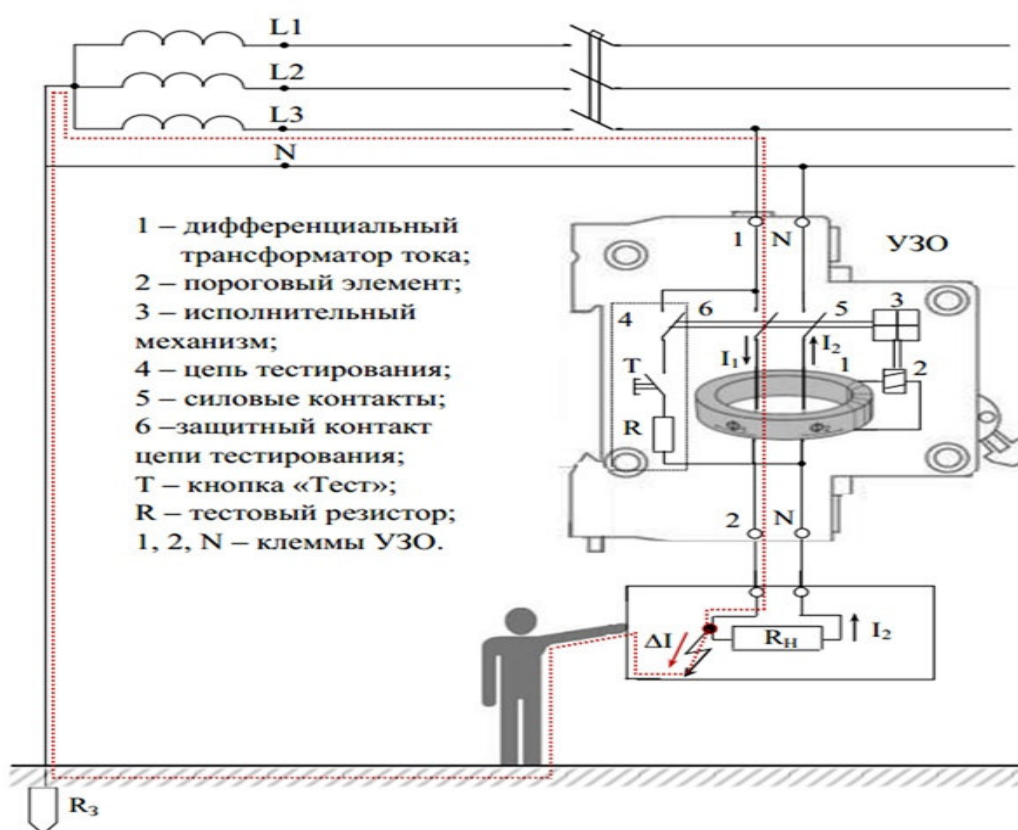 L1
L2
L3
N
1 – дифференциальный
трансформатор тока;
2 – пороговый элемент;
3 – исполнительный
механизм;
4 – цепь тестирования;
5 – силовые контакты;
6 –защитный контакт
цепи тестирования;
Т – кнопка «Тест»;
R – тестовый резистор;
1, 2, N – клеммы УЗО.
1 N УЗО
4 6 5 3
I₁ I₂ 1 2
T
R
Ф Ф
2 N
ΔI Rн I₂
R₃